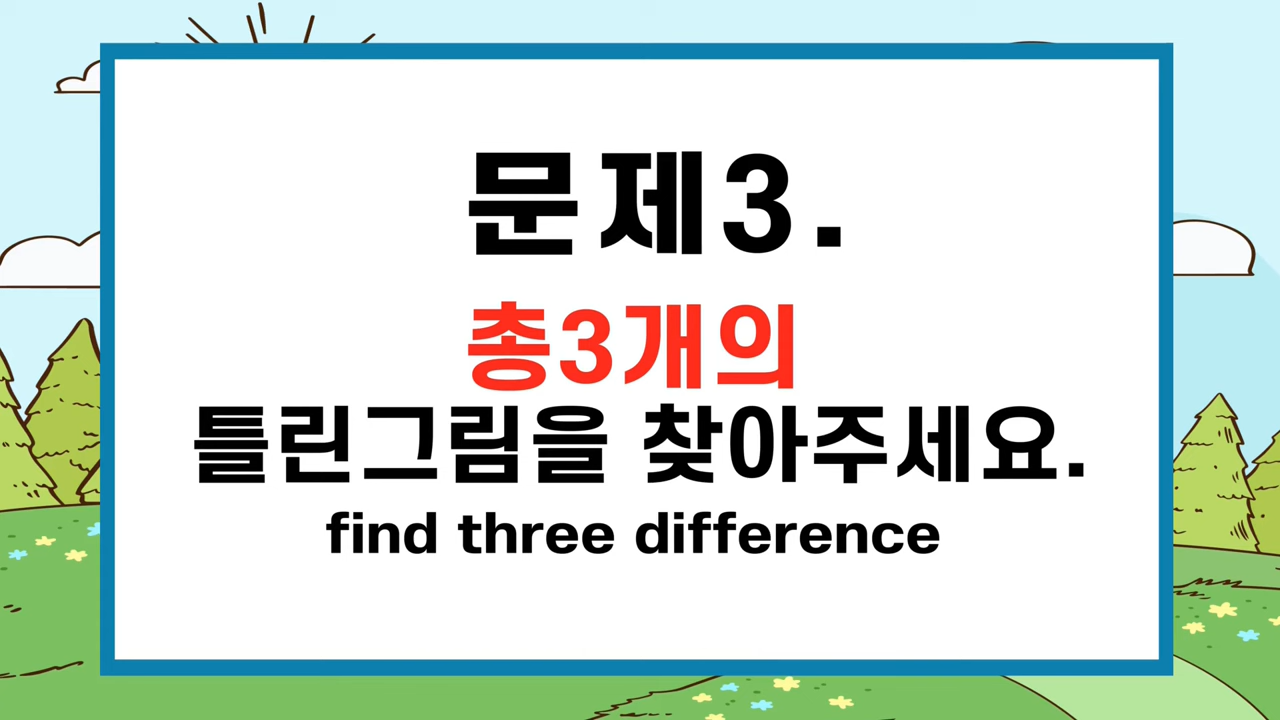 문제3.
총3개의
틀린그림을 찾아주세요.
find three difference